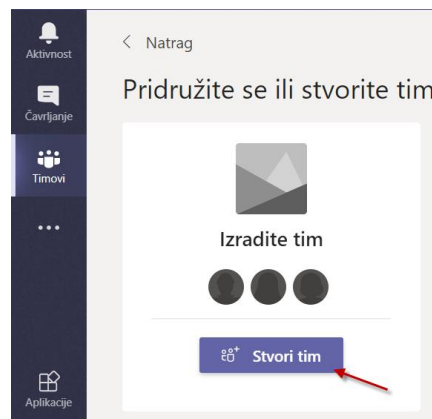 Aktivnost
Čavrljanje
Timovi
Aplikacije
Natrag
Pridružite se ili stvorite tim
Izradite tim
Stvori tim